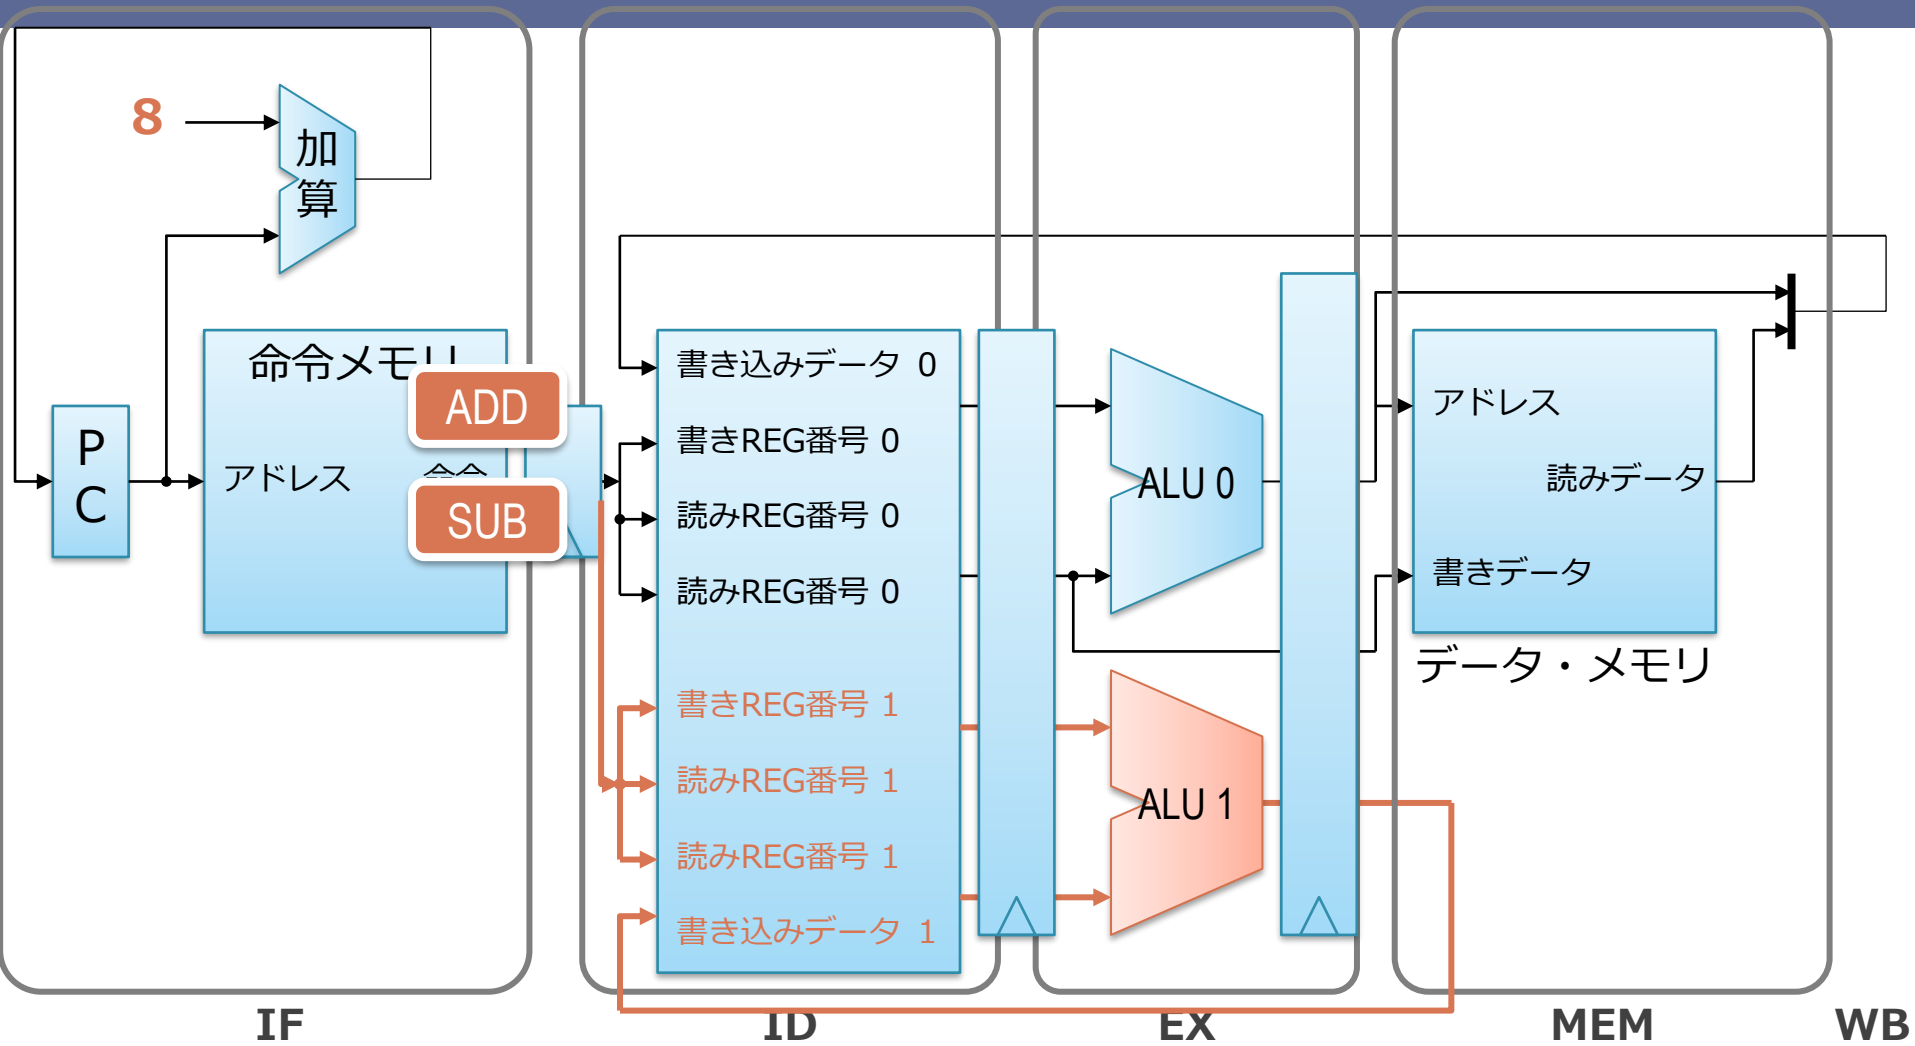 8
加
算
命令メモリ
ADD
P
C
アドレス
命令
SUB
書き込みデータ 0
書きREG番号 0
読みREG番号 0
読みREG番号 0
書きREG番号 1
読みREG番号 1
読みREG番号 1
書き込みデータ 1
ALU 0
ALU 1
アドレス
読みデータ
書きデータ
データ・メモリ
IF
ID
EX
MEM
WB